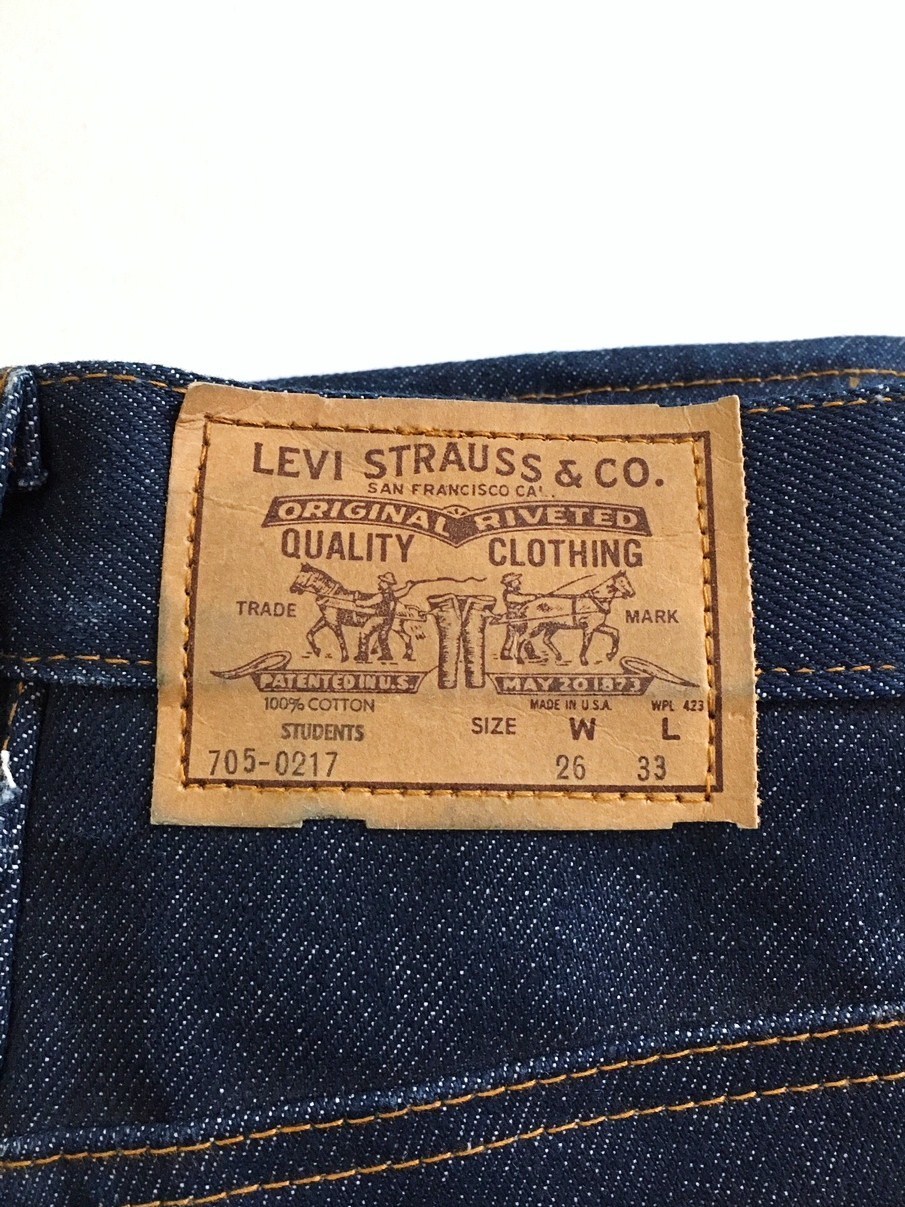 LEVI STRAUSS & CO.
SAN FRANCISCO CAL.
ORIGINAL RIVETED
QUALITY CLOTHING
TRADE MARK
PATENTED IN U.S. MAY 20 1873
100% COTTON MADE IN U.S.A. WPL 423
STUDENTS SIZE W L
705-0217 26 33